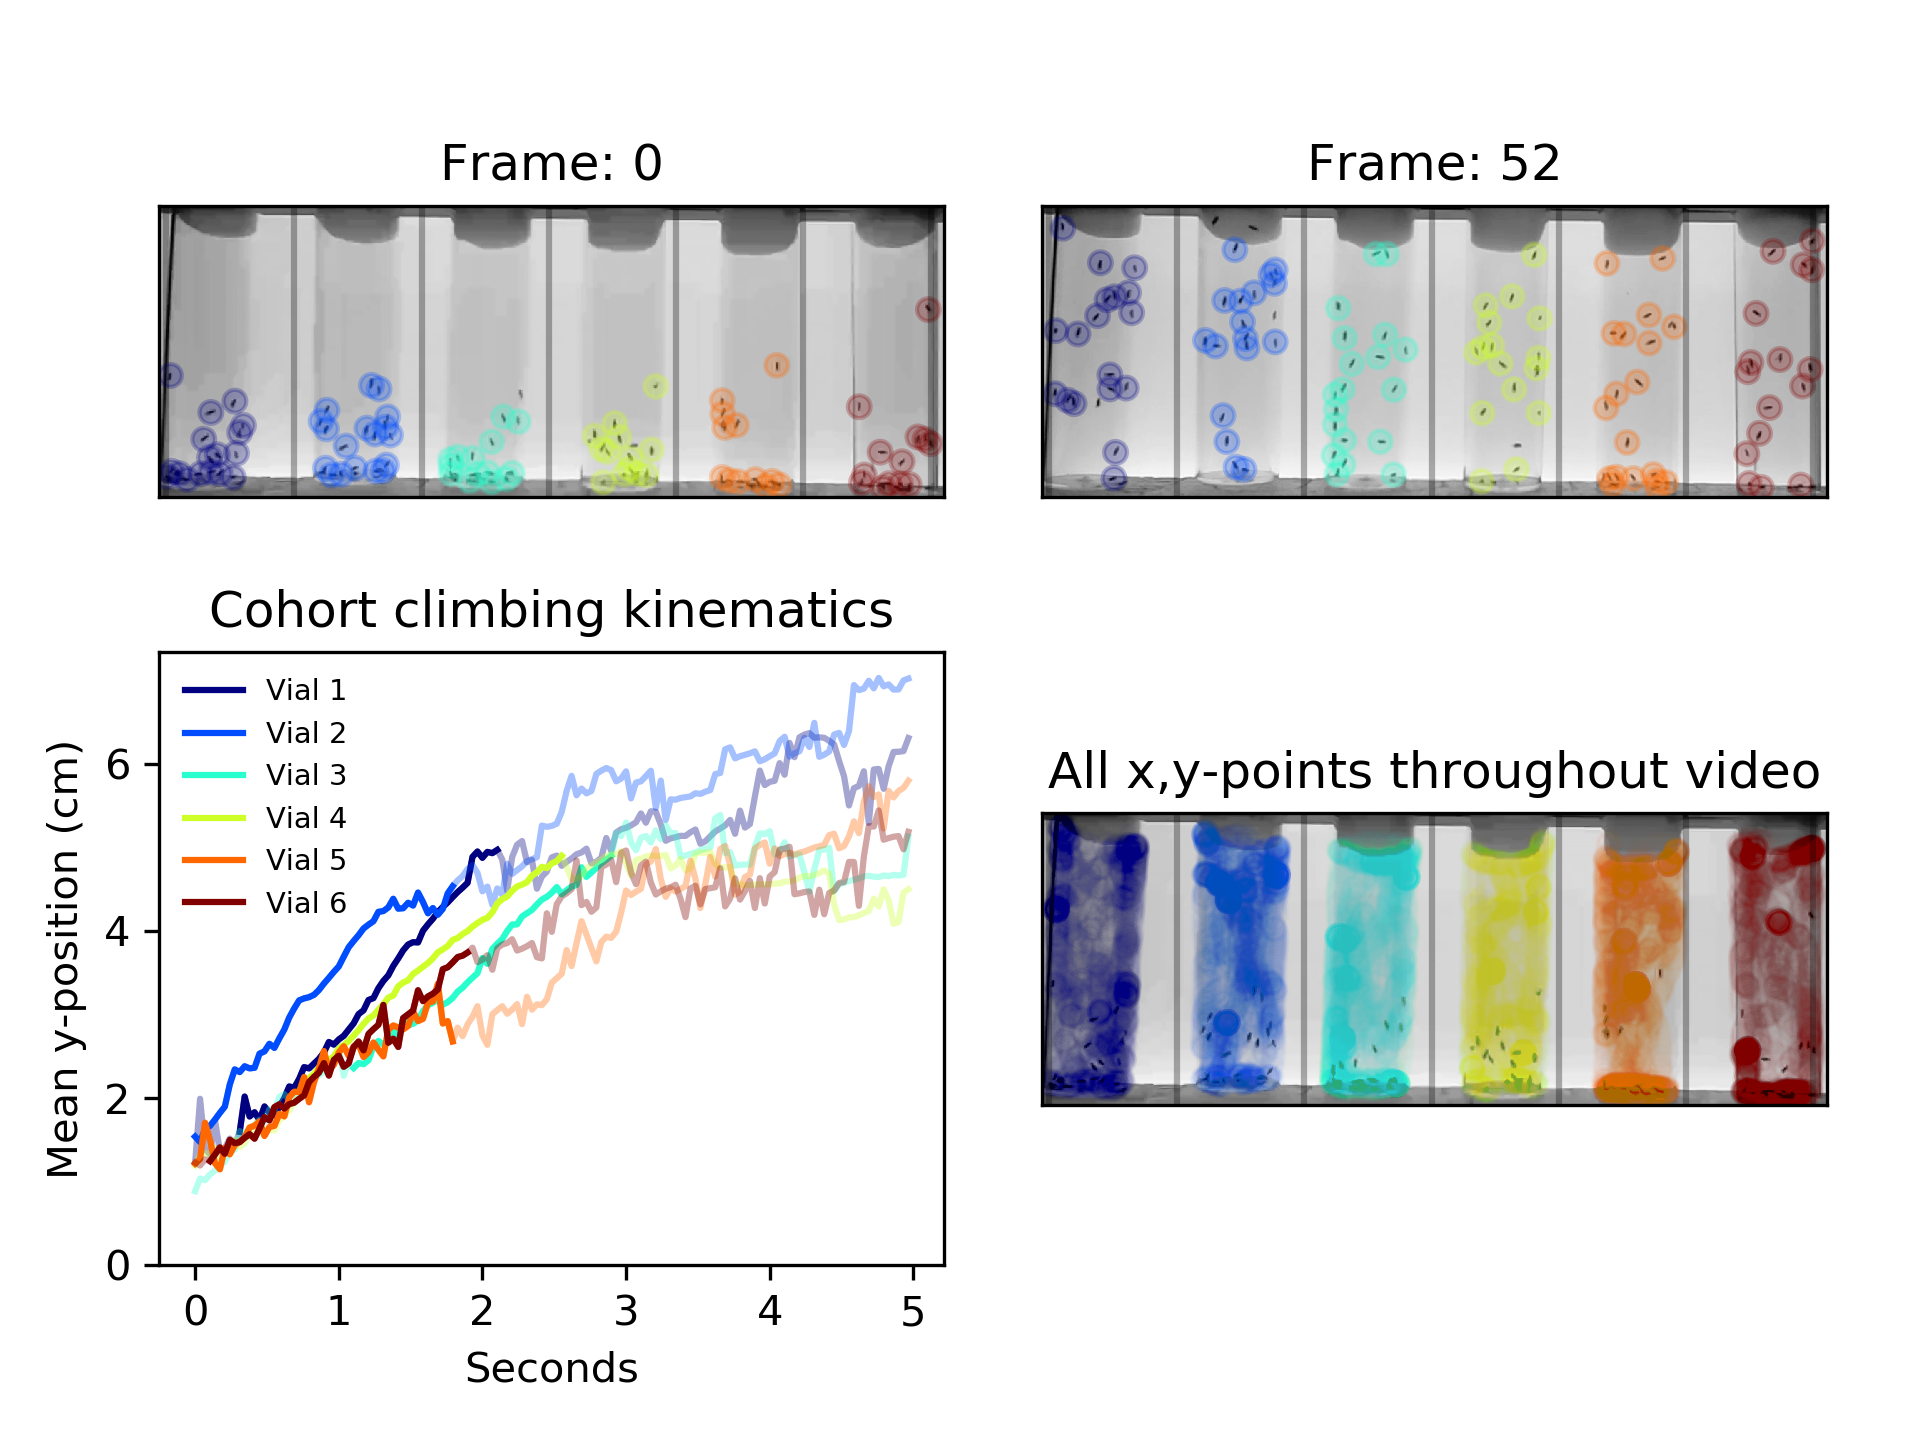 Frame: 0
Frame: 52
Cohort climbing kinematics
Mean y-position (cm)
6
4
2
0
Vial 1
Vial 2
Vial 3
Vial 4
Vial 5
Vial 6
0 1 2 3 4 5
Seconds
All x,y-points throughout video